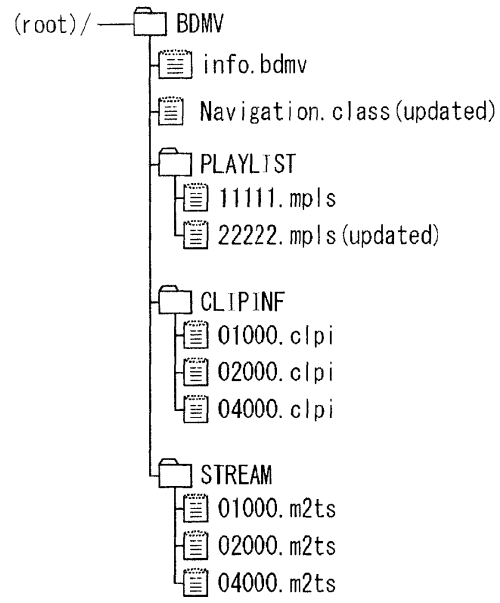 (root)/ BDMV
info.bdmv
Navigation.class(updated)
PLAYLIST
11111.mpls
22222.mpls(updated)
CLIPINF
01000.clpi
02000.clpi
04000.clpi
STREAM
01000.m2ts
02000.m2ts
04000.m2ts